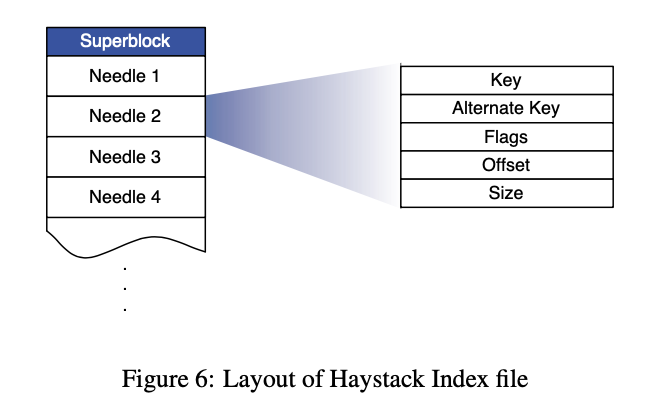 Superblock
Needle 1
Needle 2
Needle 3
Needle 4
Key
Alternate Key
Flags
Offset
Size
Figure 6: Layout of Haystack Index file